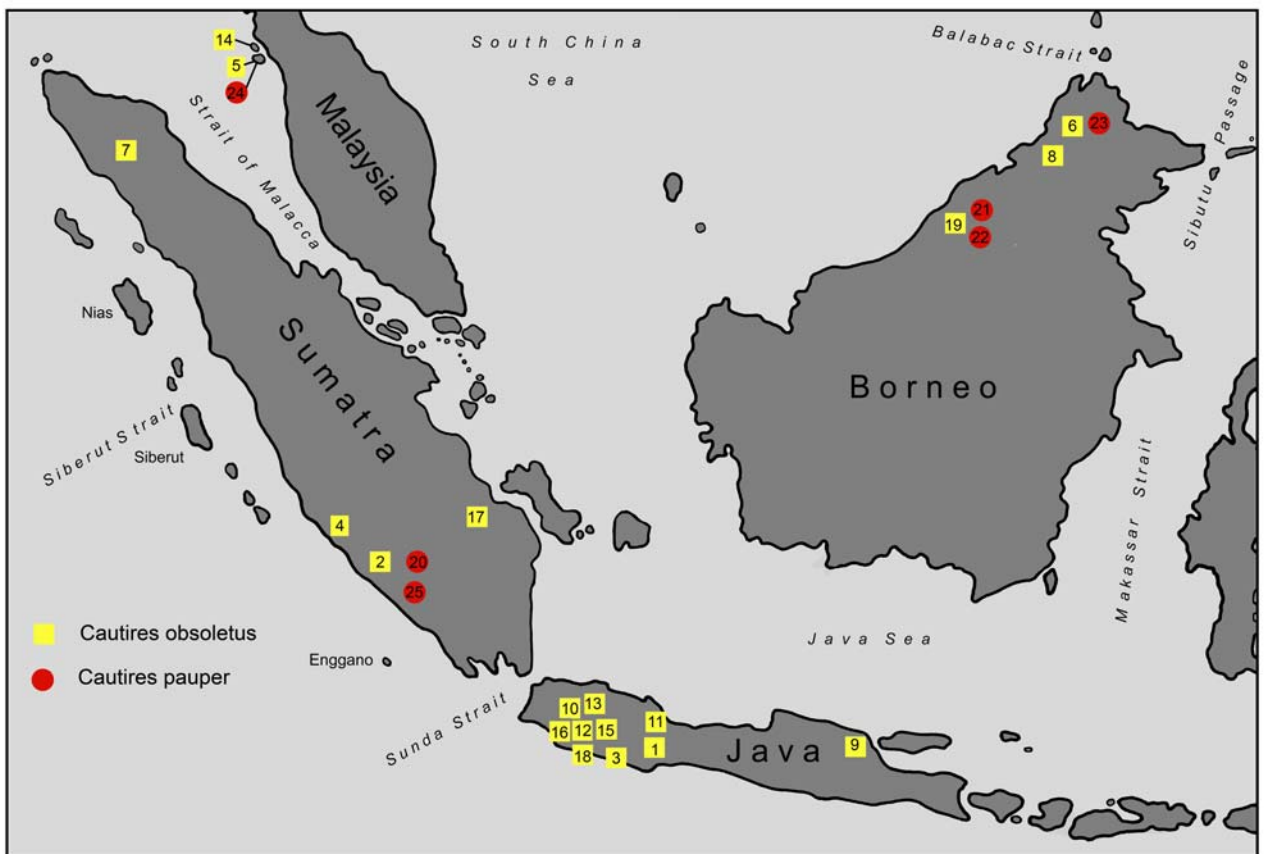 South China
Sea
Balabac Strait
Sibutu Passage
14
5
24
Strait of Malacca
Malaysia
7
6
23
8
21
19
22
Nias
Sumatra
Borneo
Siberut Strait
Siberut
Makassar Strait
17
4
2
20
25
Cautires obsoletus
Cautires pauper
Enggano
Java Sea
Sunda Strait
10
13
11
16
12
15
18
3
1
Java
9